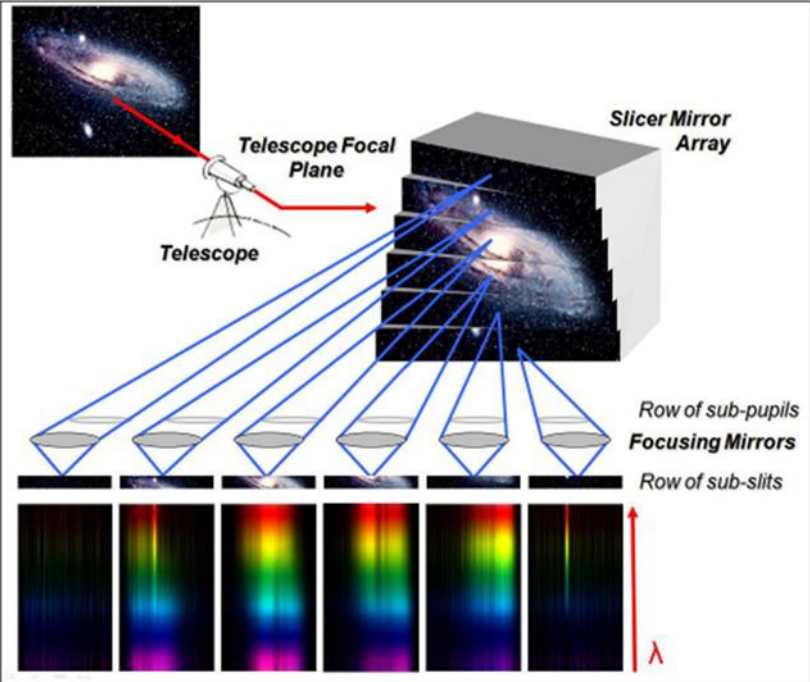 Slicer Mirror
Array
Telescope Focal
Plane
Telescope
Row of sub-pupils
Focusing Mirrors
Row of sub-slits
λ